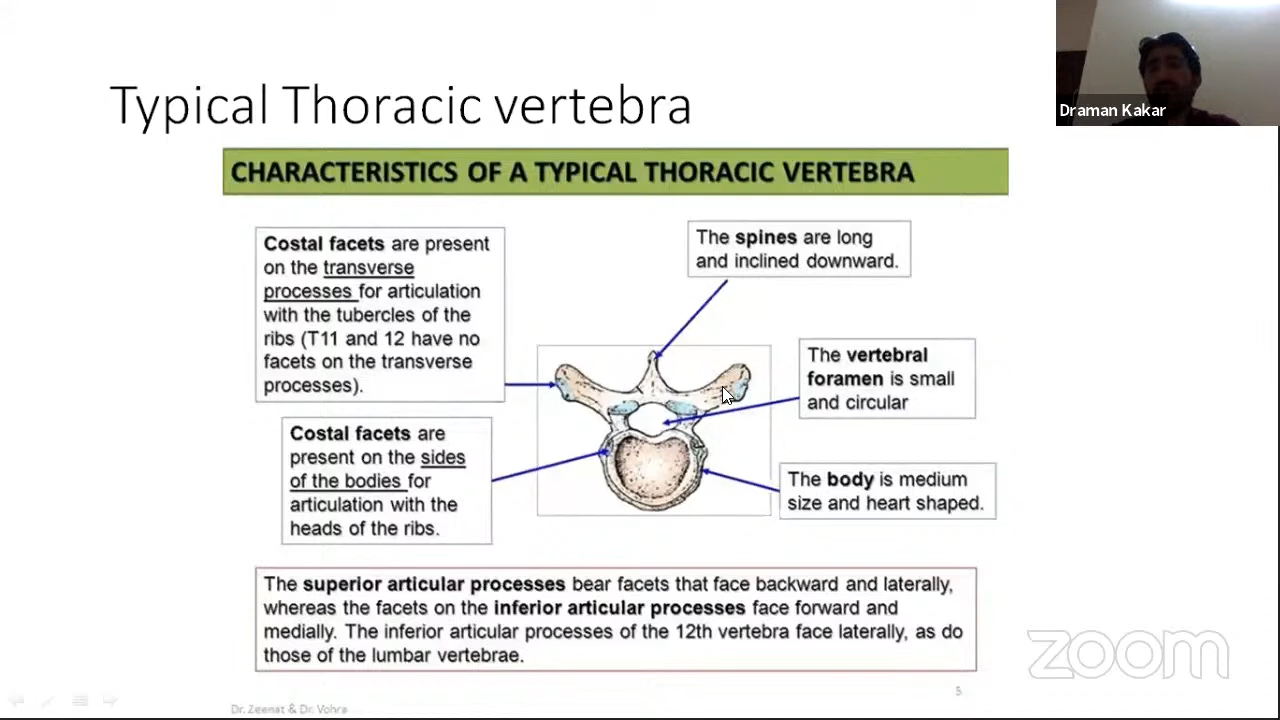 Typical Thoracic vertebra
Draman Kakar
CHARACTERISTICS OF A TYPICAL THORACIC VERTEBRA
Costal facets are present
on the transverse
processes for articulation
with the tubercles of the
ribs (T11 and 12 have no
facets on the transverse
processes).
The spines are long
and inclined downward.
The vertebral
foramen is small
and circular
Costal facets are
present on the sides
of the bodies for
articulation with the
heads of the ribs.
The body is medium
size and heart shaped.
The superior articular processes bear facets that face backward and laterally,
whereas the facets on the inferior articular processes face forward and
medially. The inferior articular processes of the 12th vertebra face laterally, as do
those of the lumbar vertebrae.
zoom
5
Dr. Zeenat & Dr. Vohra